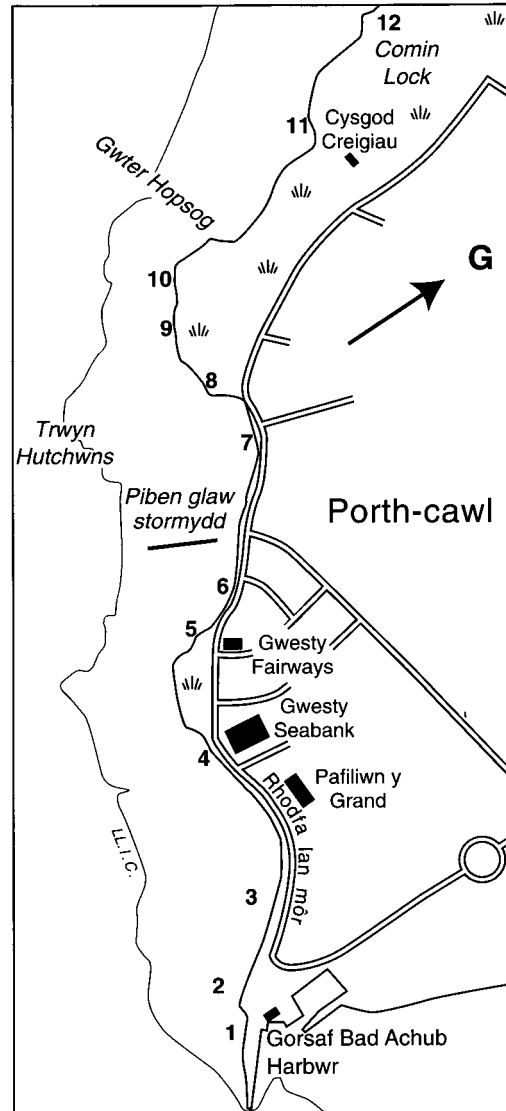 12
Comin
Lock
11
Cysgod
Creigiau
Gwter Hopsog
G
10
9
8
Trwyn
Hutchwns
7
Piben glaw
stormydd
Porth-cawl
6
5
Gwesty
Fairways
Gwesty
Seabank
4
Pafiliwn y
Grand
Rhodfa lan môr
LL.I.C.
3
2
1
Gorsaf Bad Achub
Harbwr